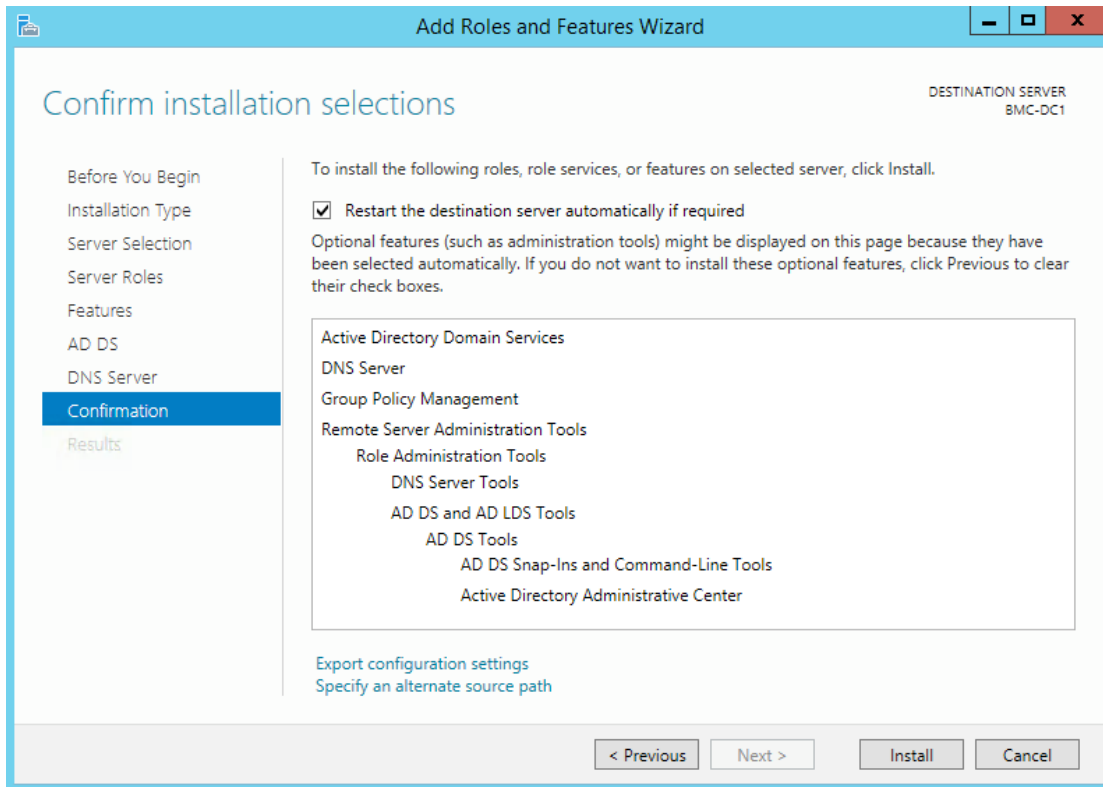 Add Roles and Features Wizard
Confirm installation selections
DESTINATION SERVER
BMC-DC1
Before You Begin
Installation Type
Server Selection
Server Roles
Features
AD DS
DNS Server
Confirmation
Results
To install the following roles, role services, or features on selected server, click Install.
Restart the destination server automatically if required
Optional features (such as administration tools) might be displayed on this page because they have
been selected automatically. If you do not want to install these optional features, click Previous to clear
their check boxes.
Active Directory Domain Services
DNS Server
Group Policy Management
Remote Server Administration Tools
Role Administration Tools
DNS Server Tools
AD DS and AD LDS Tools
AD DS Tools
AD DS Snap-Ins and Command-Line Tools
Active Directory Administrative Center
Export configuration settings
Specify an alternate source path
< Previous
Next >
Install
Cancel